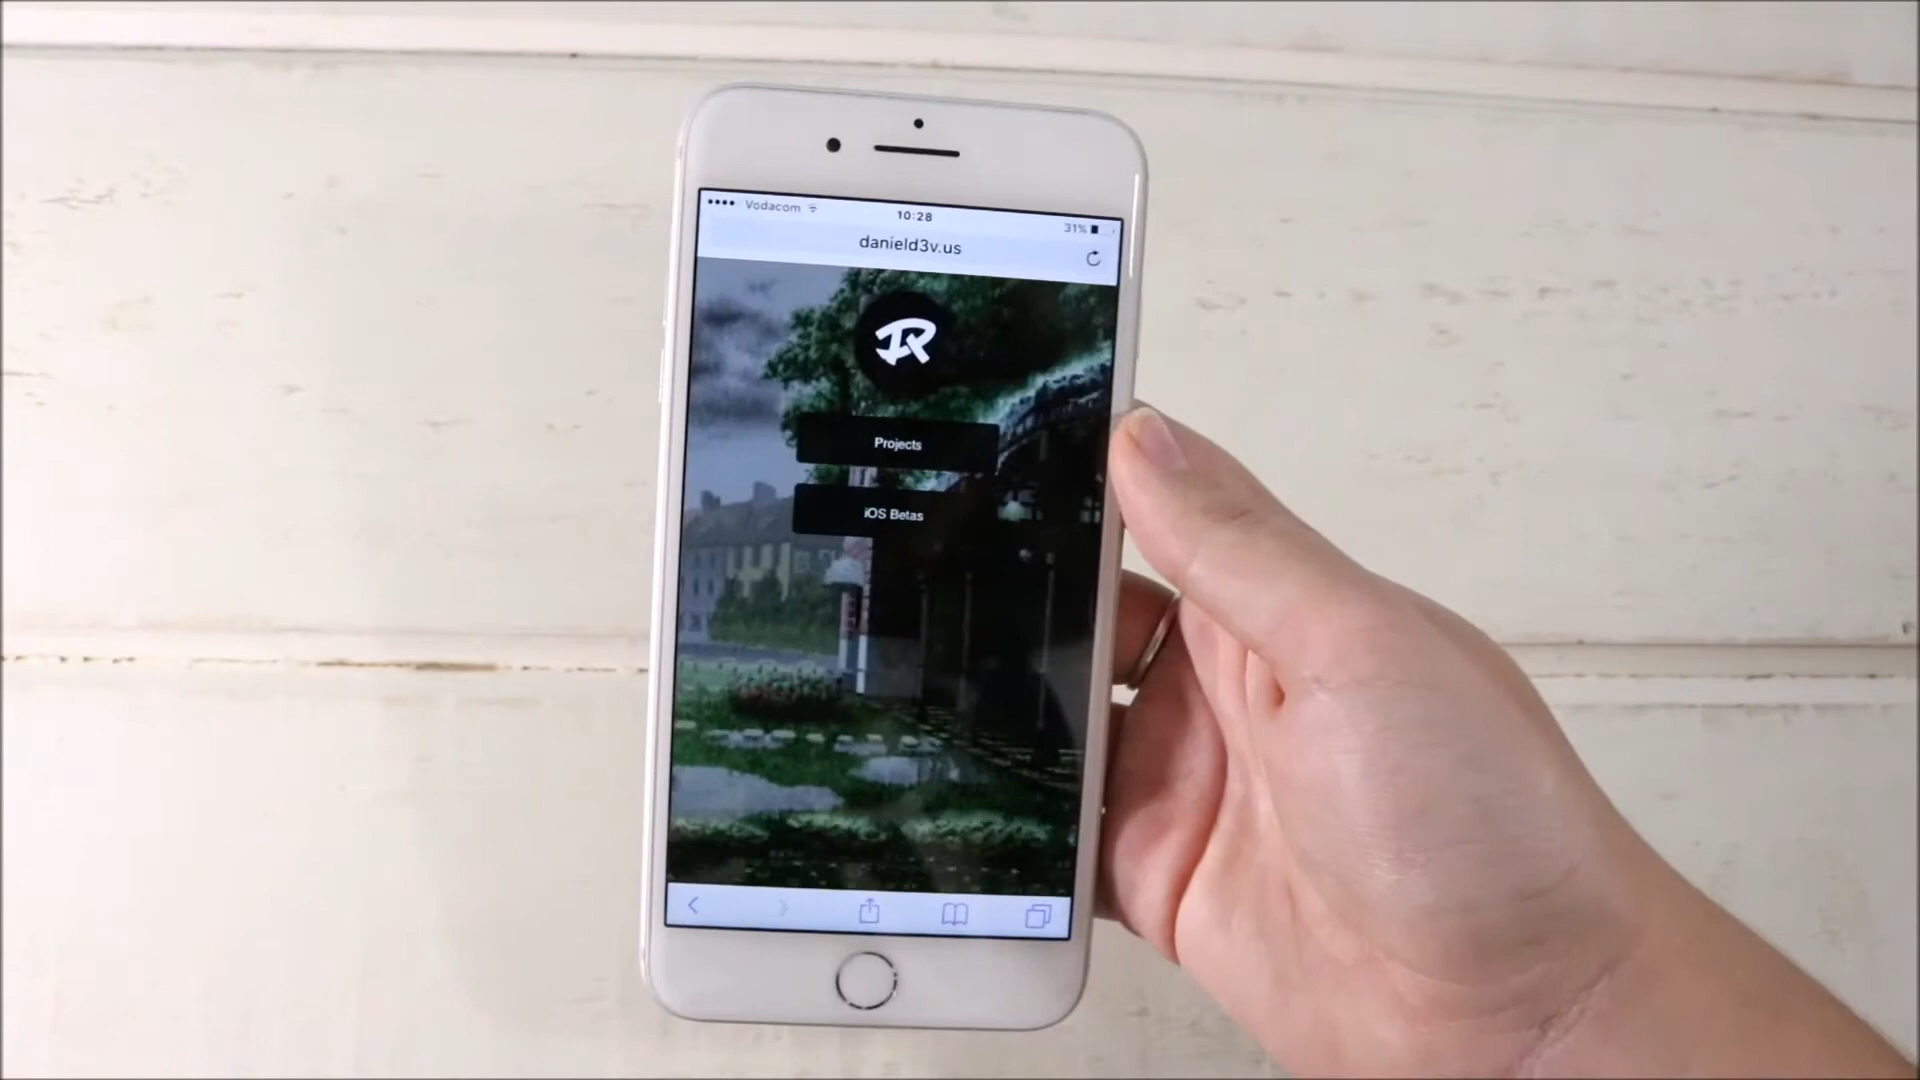 Vodacom
10:28
31%
danield3v.us
Projects
iOS Betas